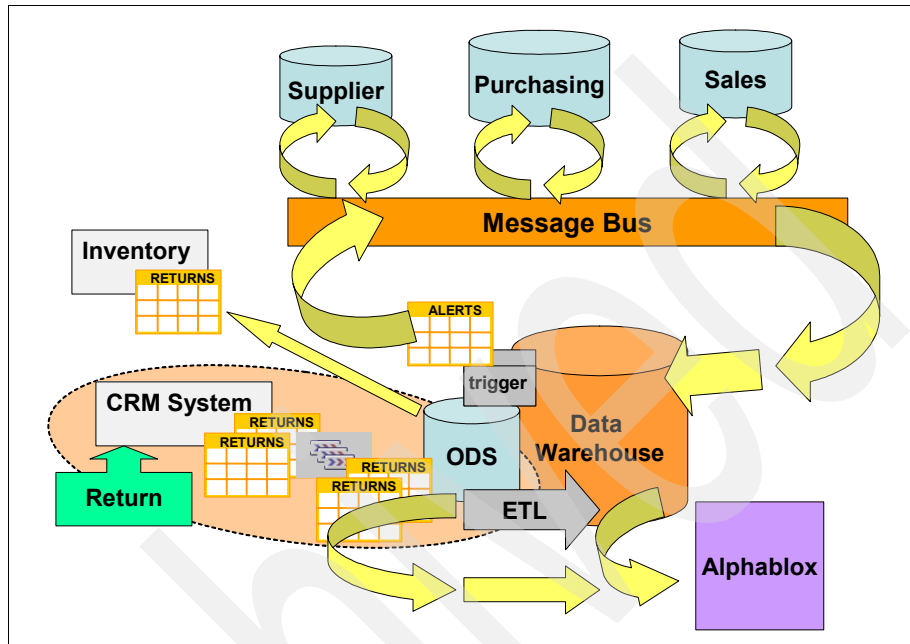 Supplier
Purchasing
Sales
Message Bus
Inventory
RETURNS
ALERTS
trigger
CRM System
RETURNS
RETURNS
ODS
Data
Warehouse
RETURNS
RETURNS
Return
ETL
Alphablox